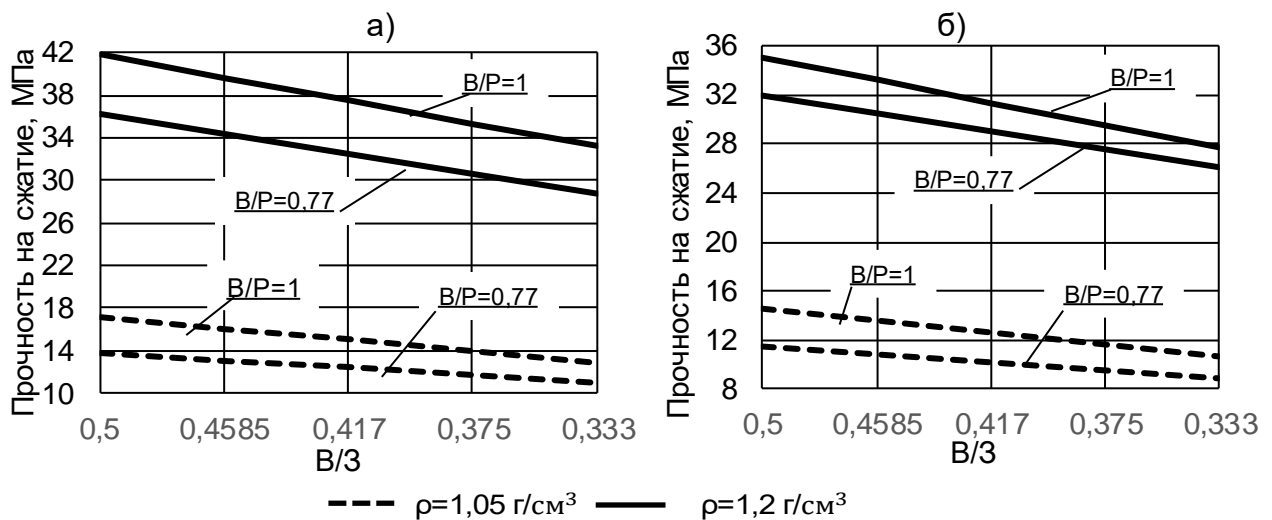 а)
Прочность на сжатие, МПа
42
38
34
30
26
22
18
14
10
В/Р=1
В/Р=0,77
В/Р=1
В/Р=0,77
0,5 0,4585 0,417 0,375 0,333
В/З
б)
Прочность на сжатие, МПа
36
32
28
24
20
16
12
8
В/Р=1
В/Р=0,77
В/Р=1
В/Р=0,77
0,5 0,4585 0,417 0,375 0,333
В/З
ρ=1,05 г/см³ ρ=1,2 г/см³